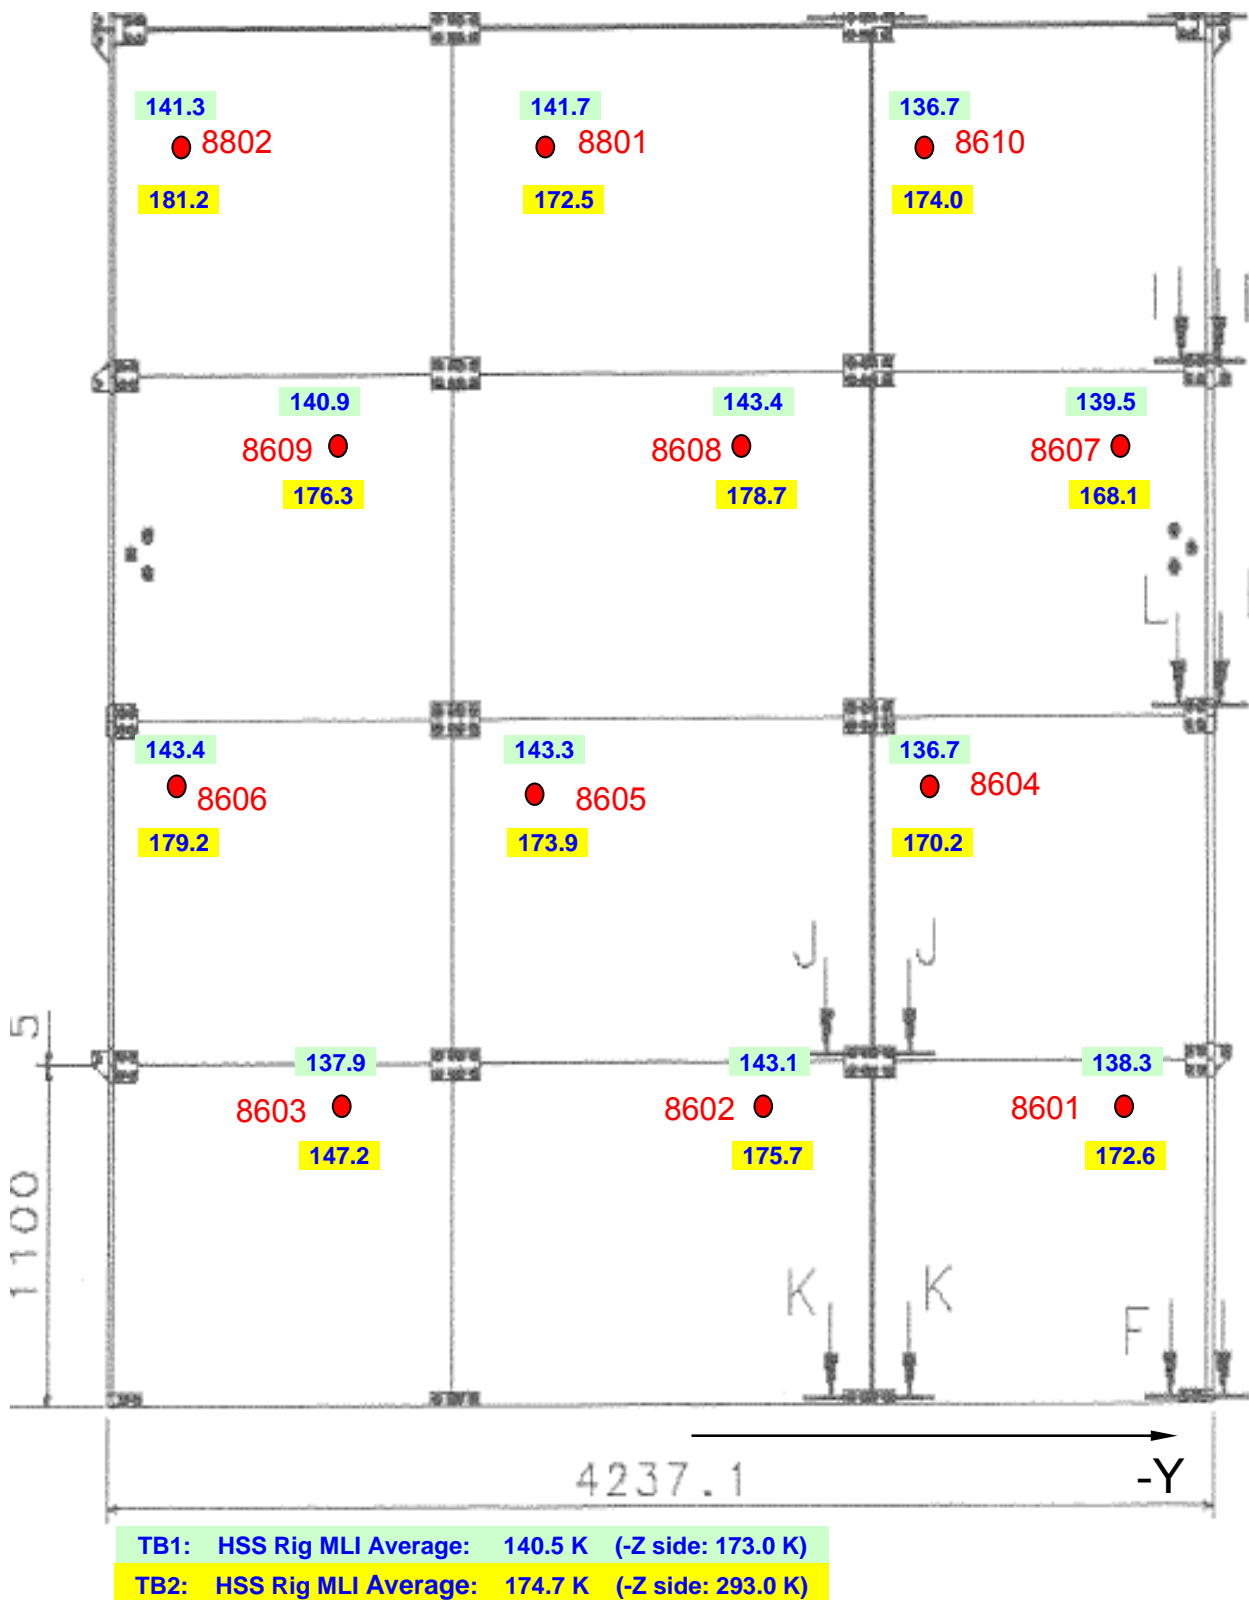 141.3 141.7 136.7
8802 8801 8610
181.2 172.5 174.0
140.9 143.4 139.5
8609 8608 8607
176.3 178.7 168.1
L
143.4 143.3 136.7
8606 8605 8604
179.2 173.9 170.2
J J
5
137.9 143.1 138.3
8603 8602 8601
147.2 175.7 172.6
1100
K K F
-Y
4237.1
TB1: HSS Rig MLI Average: 140.5 K (-Z side: 173.0 K)
TB2: HSS Rig MLI Average: 174.7 K (-Z side: 293.0 K)